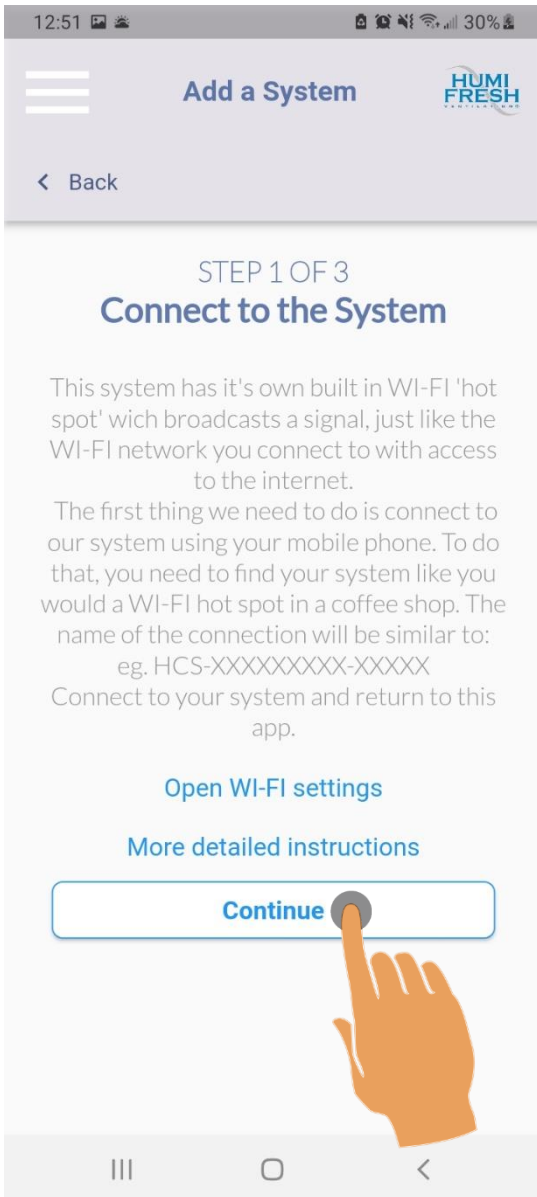 12:51 30%
Add a System
HUMI
FRESH
Back
STEP 1 OF 3
Connect to the System
This system has it's own built in WI-FI 'hot
spot' wich broadcasts a signal, just like the
WI-FI network you connect to with access
to the internet.
The first thing we need to do is connect to
our system using your mobile phone. To do
that, you need to find your system like you
would a WI-FI hot spot in a coffee shop. The
name of the connection will be similar to:
eg. HCS-XXXXXXXXX-XXXXX
Connect to your system and return to this
app.
Open WI-FI settings
More detailed instructions
Continue